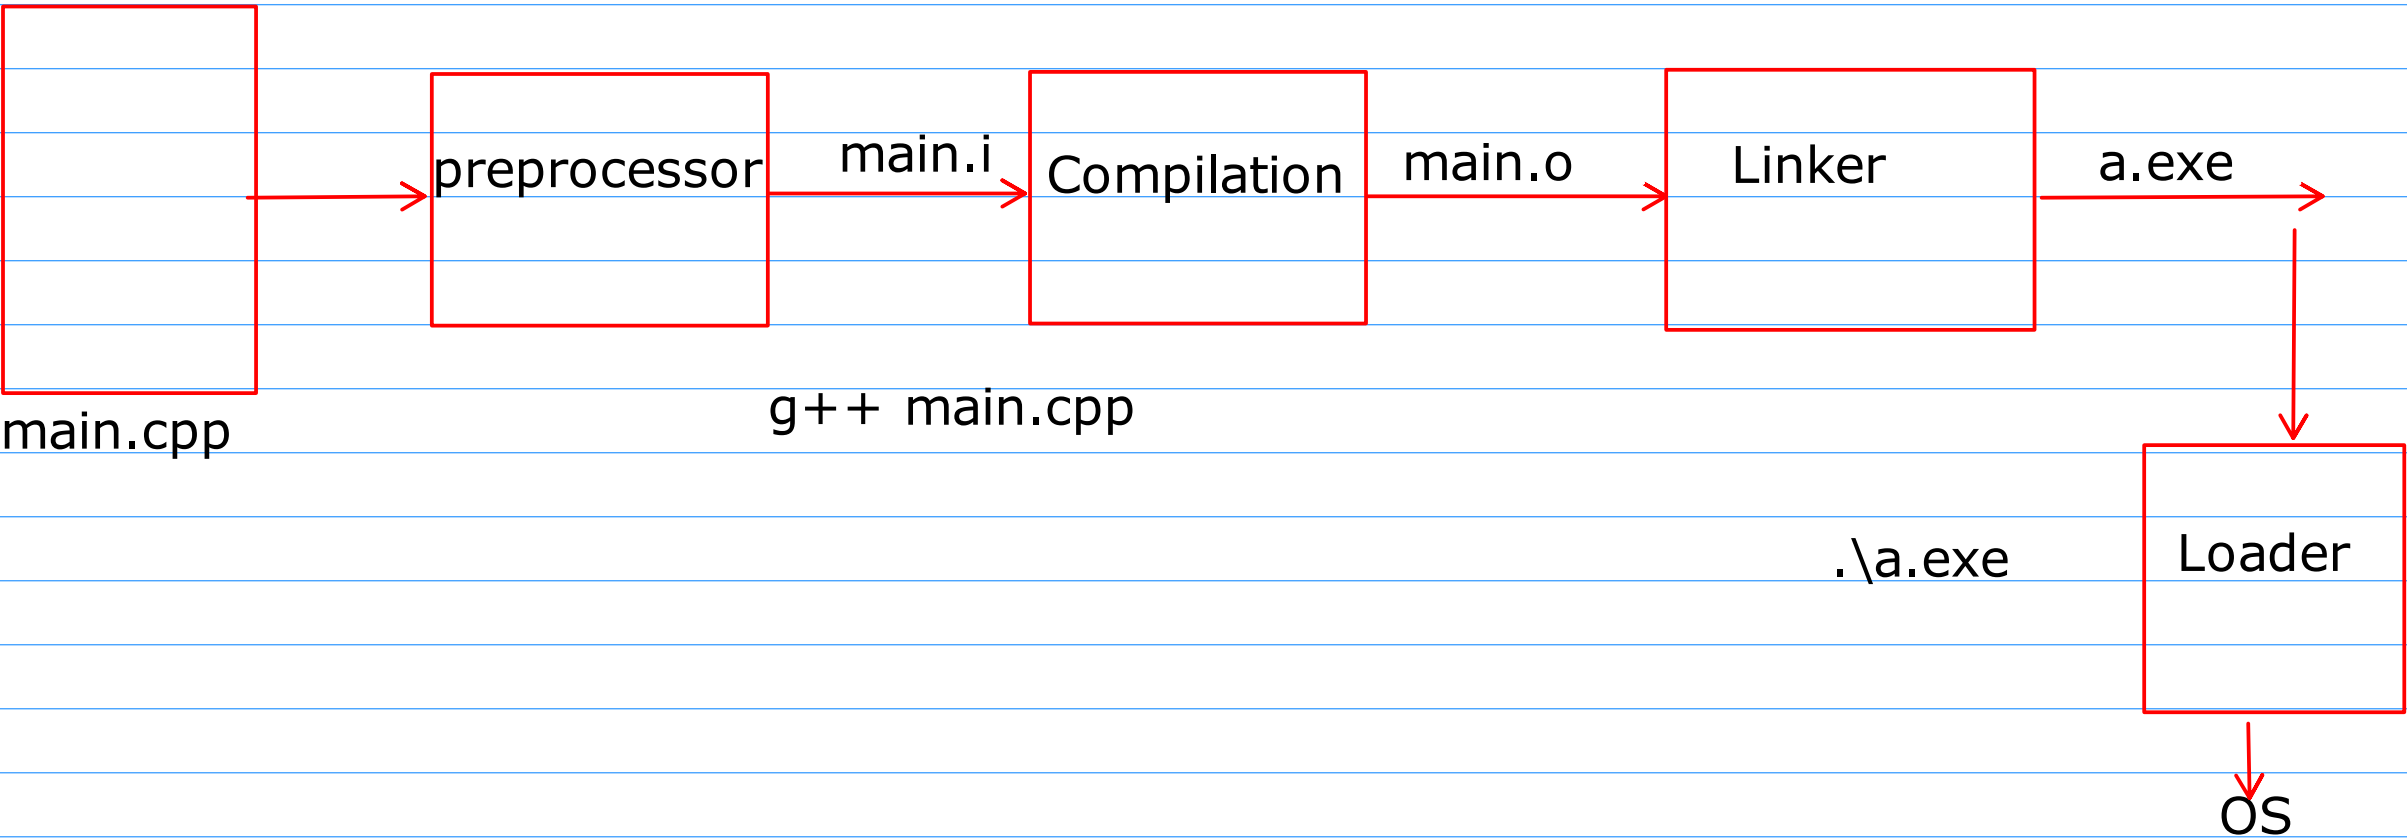 preprocessor
main.i
Compilation
main.o
Linker
a.exe
main.cpp
g++ main.cpp
.\a.exe
Loader
OS